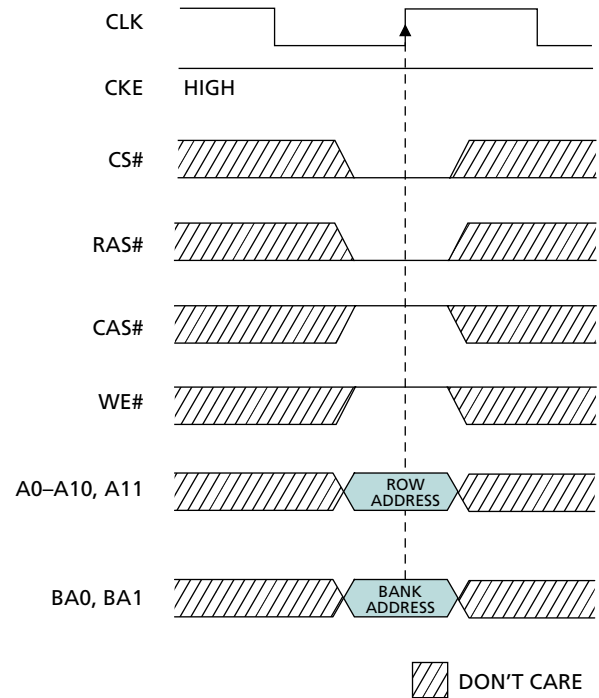 CLK
CKE HIGH
CS#
RAS#
CAS#
WE#
A0–A10, A11
ROW
ADDRESS
BA0, BA1
BANK
ADDRESS
DON'T CARE